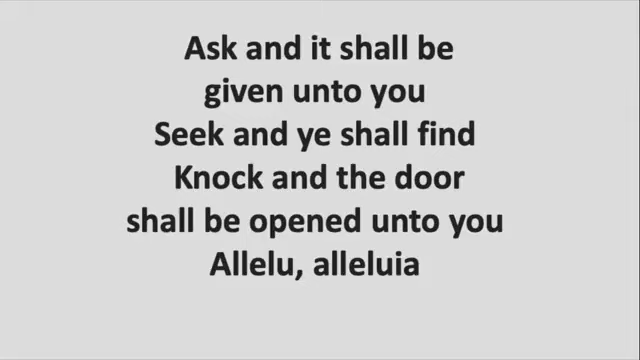 Ask and it shall be
given unto you
Seek and ye shall find
Knock and the door
shall be opened unto you
Allelu, alleluia